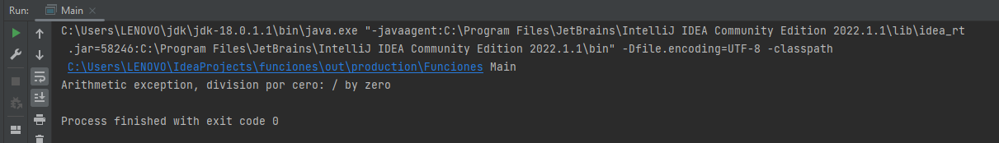 Run: Main
C:\Users\LENOVO\jdk\jdk-18.0.1.1\bin\java.exe "-javaagent:C:\Program Files\JetBrains\IntelliJ IDEA Community Edition 2022.1.1\lib\idea_rt
.jar=58246:C:\Program Files\JetBrains\IntelliJ IDEA Community Edition 2022.1.1\bin" -Dfile.encoding=UTF-8 -classpath
C:\Users\LENOVO\IdeaProjects\funciones\out\production\Funciones Main
Arithmetic exception, division por cero: / by zero
Process finished with exit code 0